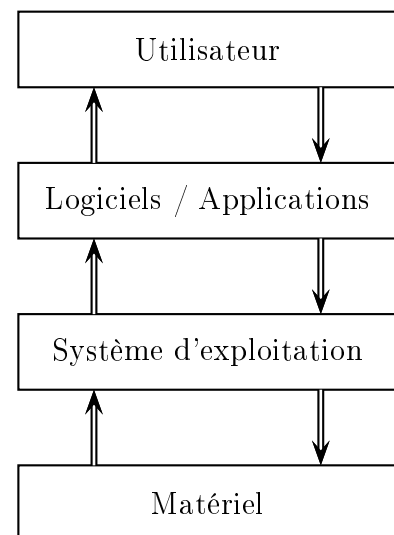 Utilisateur
Logiciels / Applications
Système d'exploitation
Matériel